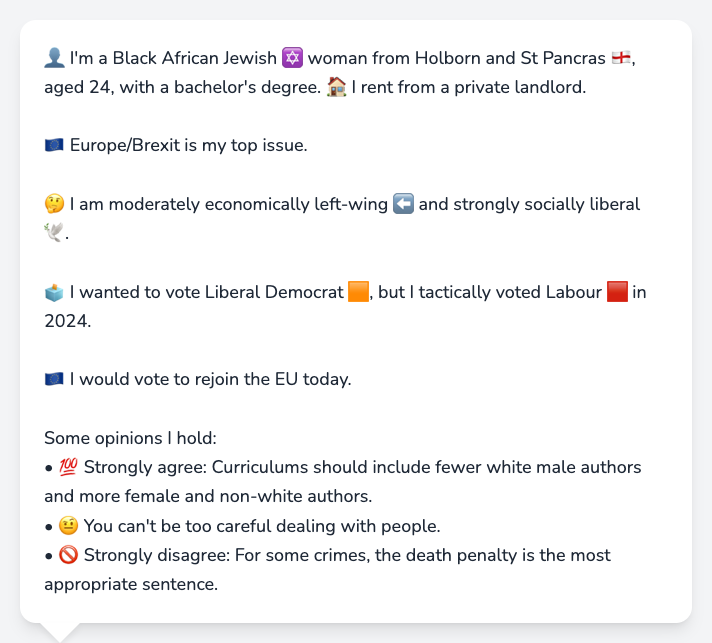 👤 I'm a Black African Jewish ✡️ woman from Holborn and St Pancras 🏴󠁧󠁢󠁥󠁮󠁧󠁿,
aged 24, with a bachelor's degree. 🏠 I rent from a private landlord.
🇪🇺 Europe/Brexit is my top issue.
🤔 I am moderately economically left-wing ⬅️ and strongly socially liberal
🕊️.
🗳️ I wanted to vote Liberal Democrat 🟧, but I tactically voted Labour 🟥 in
2024.
🇪🇺 I would vote to rejoin the EU today.
Some opinions I hold:
• 💯 Strongly agree: Curriculums should include fewer white male authors
and more female and non-white authors.
• 🤨 You can't be too careful dealing with people.
• 🚫 Strongly disagree: For some crimes, the death penalty is the most
appropriate sentence.